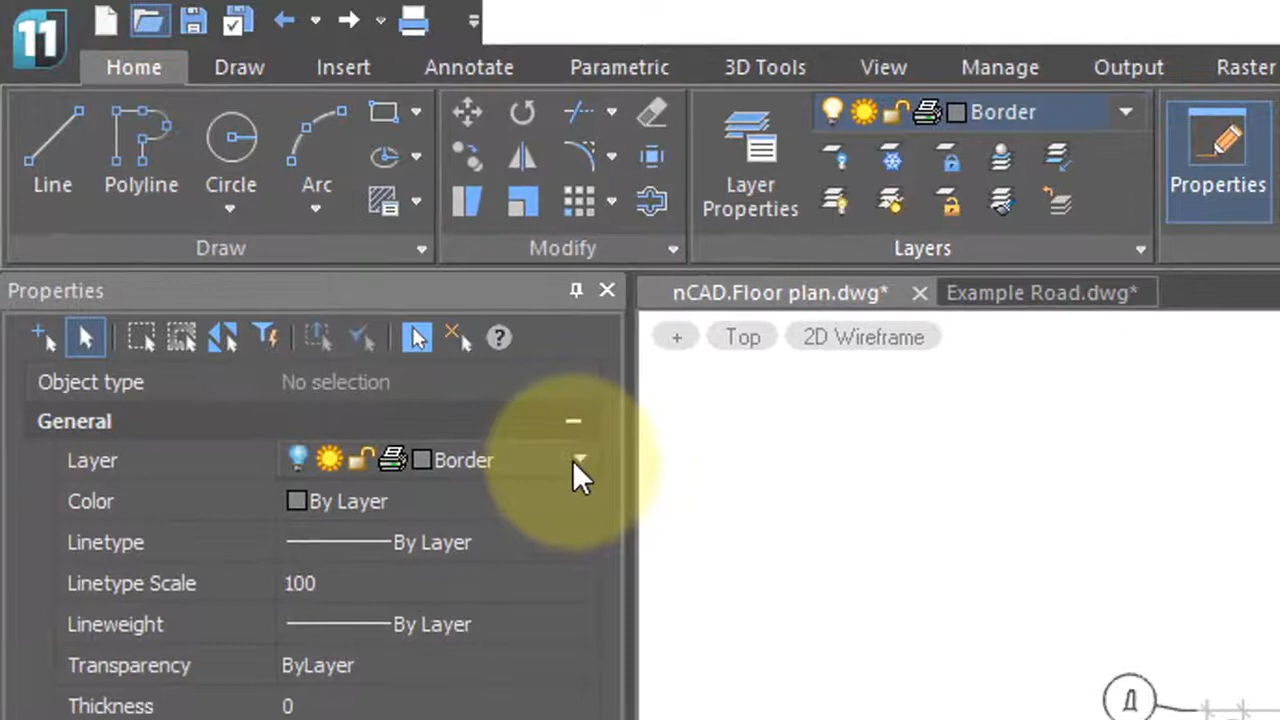 11
Home Draw Insert Annotate Parametric 3D Tools View Manage Output Raster
Border
Line Polyline Circle Arc
Layer
Properties
Properties
Draw Modify Layers
Properties
nCAD.Floor plan.dwg* Example Road.dwg*
+ Top 2D Wireframe
Object type No selection
General
Layer Border
Color By Layer
Linetype By Layer
Linetype Scale 100
Lineweight By Layer
Transparency ByLayer
Thickness 0
Д